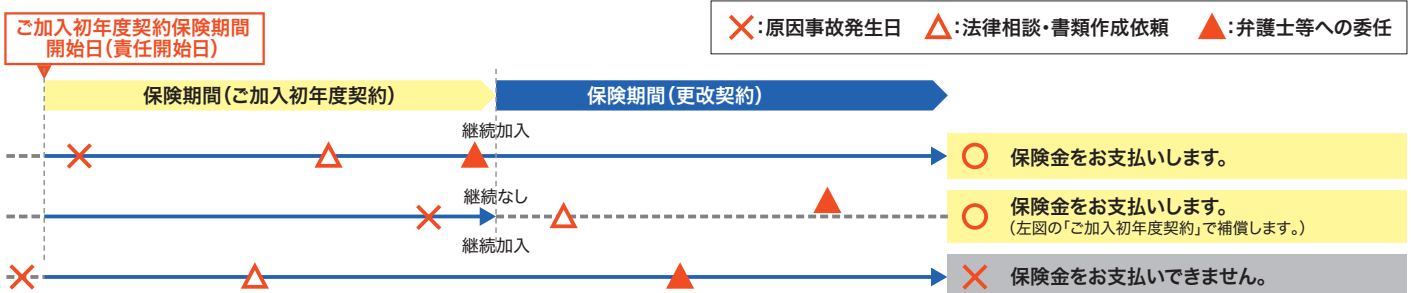 ご加入初年度契約保険期間
開始日(責任開始日)
×:原因事故発生日 △:法律相談・書類作成依頼 ▲:弁護士等への委任
保険期間(ご加入初年度契約)
保険期間(更改契約)
継続加入
保険金をお支払いします。
継続なし
保険金をお支払いします。
(左図の「ご加入初年度契約」で補償します。)
継続加入
保険金をお支払いできません。